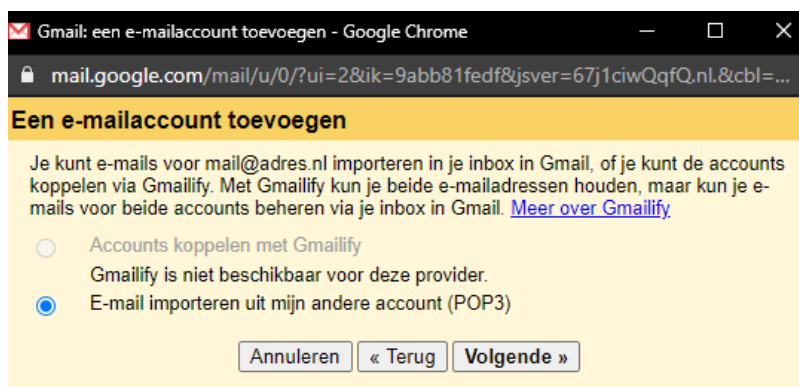 Gmail: een e-mailaccount toevoegen - Google Chrome
mail.google.com/mail/u/0/?ui=2&ik=9abb81fedf&jsver=67j1ciwQqfQ.nl.&cbl=...
Een e-mailaccount toevoegen
Je kunt e-mails voor mail@adres.nl importeren in je inbox in Gmail, of je kunt de accounts
koppelen via Gmailify. Met Gmailify kun je beide e-mailadressen houden, maar kun je e-
mails voor beide accounts beheren via je inbox in Gmail. Meer over Gmailify
Accounts koppelen met Gmailify
Gmailify is niet beschikbaar voor deze provider.
E-mail importeren uit mijn andere account (POP3)
Annuleren « Terug Volgende »